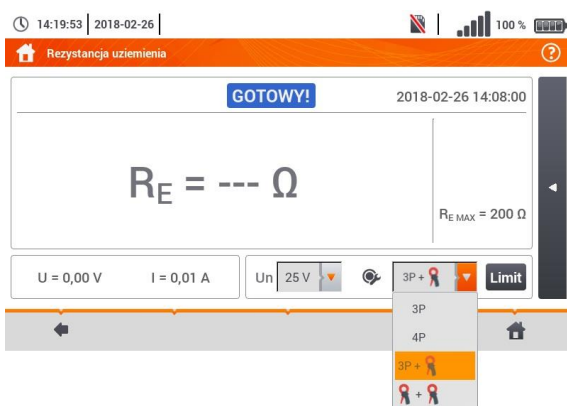 14:19:53 2018-02-26 100 %
Rezystancja uziemienia ?
GOTOWY! 2018-02-26 14:08:00
RE = --- Ω
RE MAX = 200 Ω
U = 0,00 V I = 0,01 A Un 25 V 3P + Limit
3P
4P
3P +
+